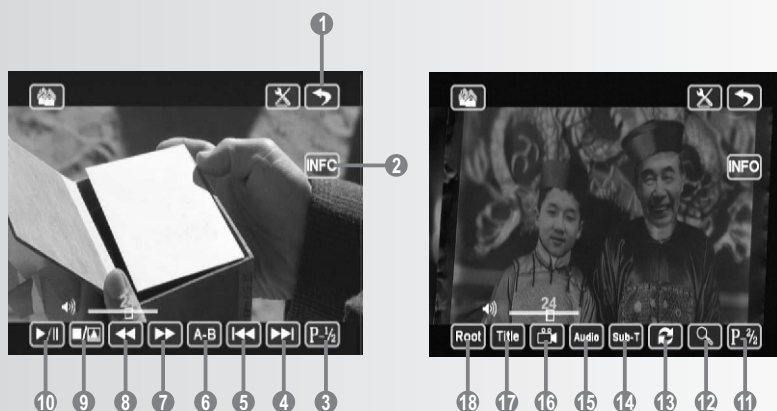 1
INFO 2
24
A-B P-½
10 9 8 7 6 5 4 3
INFO
24
Root Title Audio Sub-T P-2/2
18 17 16 15 14 13 12 11